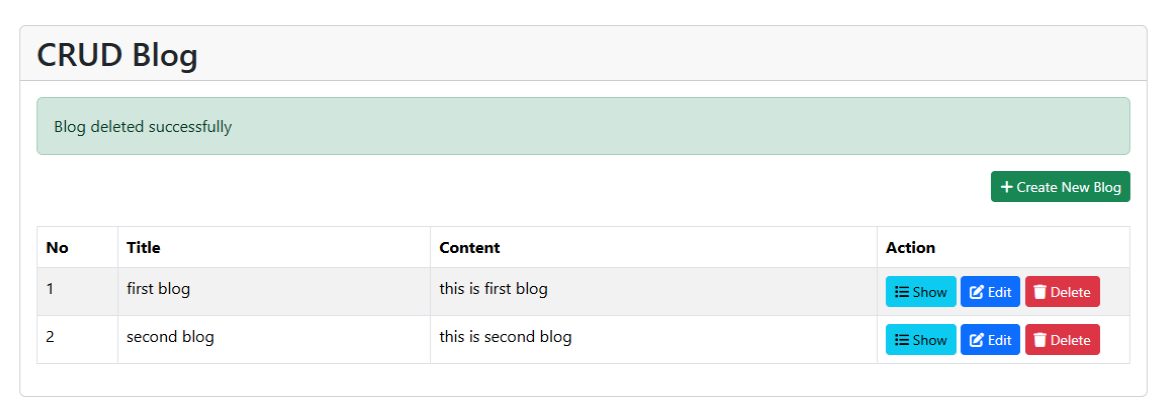 CRUD Blog
Blog deleted successfully
+ Create New Blog
No Title Content Action
1 first blog this is first blog Show Edit Delete
2 second blog this is second blog Show Edit Delete